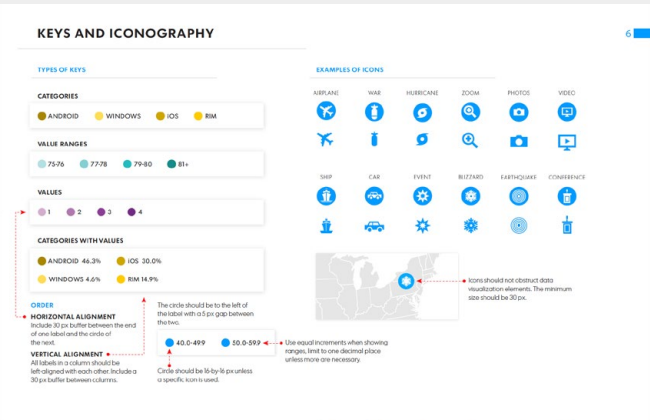 KEYS AND ICONOGRAPHY
6
TYPES OF KEYS
CATEGORIES
ANDROID WINDOWS iOS RIM
VALUE RANGES
75-76 77-78 79-80 81+
VALUES
1 2 3 4
CATEGORIES WITH VALUES
ANDROID 46.3% iOS 30.0%
WINDOWS 4.6% RIM 14.9%
ORDER
HORIZONTAL ALIGNMENT
Include 30 px buffer between the end
of one label and the circle of
the next.
VERTICAL ALIGNMENT
All labels in a column should be
left-aligned with each other. Include a
30 px buffer between columns.
The circle should be to the left of
the label with a 5 px gap between
the two.
40.0-49.9 50.0-59.9
Circle should be 16-by-16 px unless
a specific icon is used.
Use equal increments when showing
ranges, limit to one decimal place
unless more are necessary.
EXAMPLES OF ICONS
AIRPLANE WAR HURRICANE ZOOM PHOTOS VIDEO
SHIP CAR EVENT BLIZZARD EARTHQUAKE CONFERENCE
Icons should not obstruct data
visualization elements. The minimum
size should be 30 px.